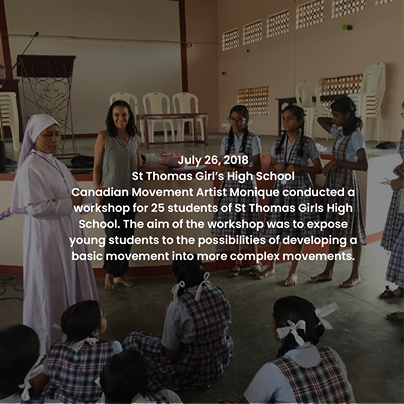 July 26, 2018
St Thomas Girl's High School
Canadian Movement Artist Monique conducted a
workshop for 25 students of St Thomas Girls High
School. The aim of the workshop was to expose
young students to the possibilities of developing a
basic movement into more complex movements.